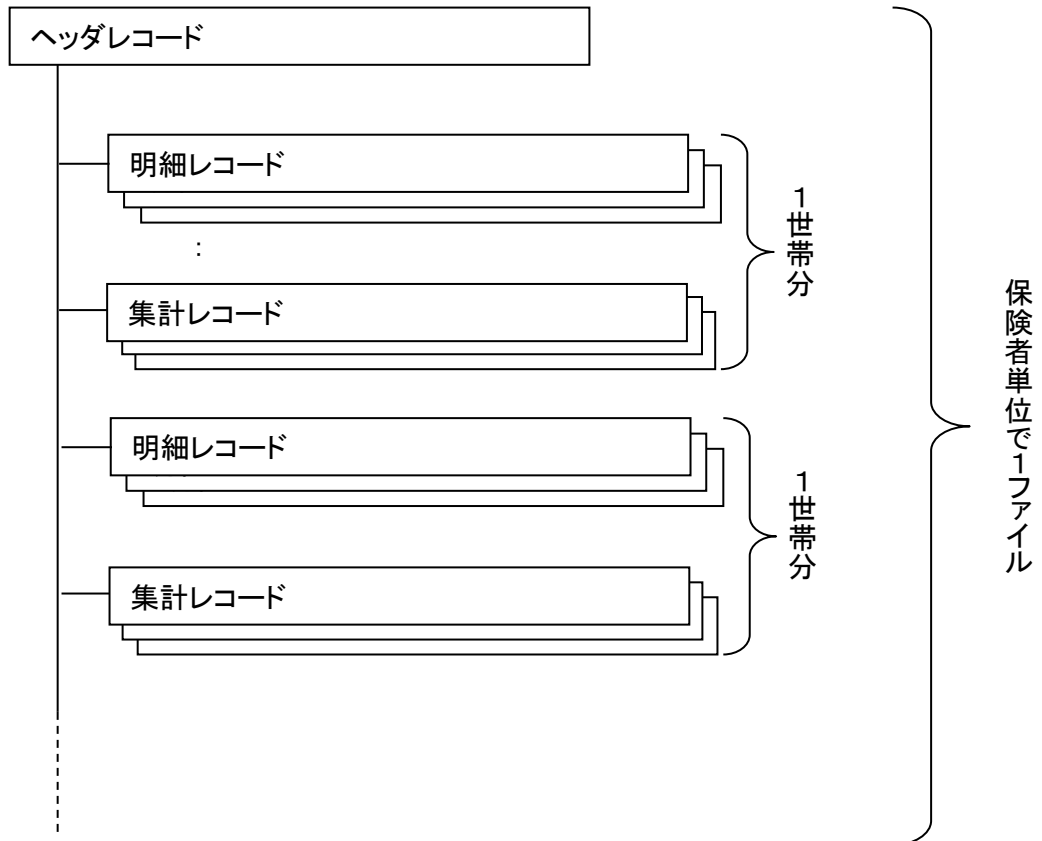 ヘッダレコード
明細レコード
:
集計レコード
1世帯分
明細レコード
集計レコード
1世帯分
保険者単位で1ファイル